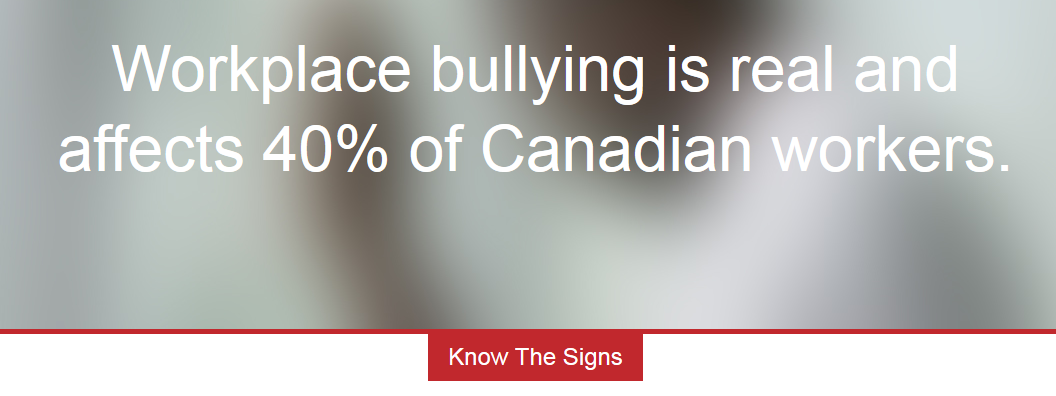 Workplace bullying is real and
affects 40% of Canadian workers.
Know The Signs